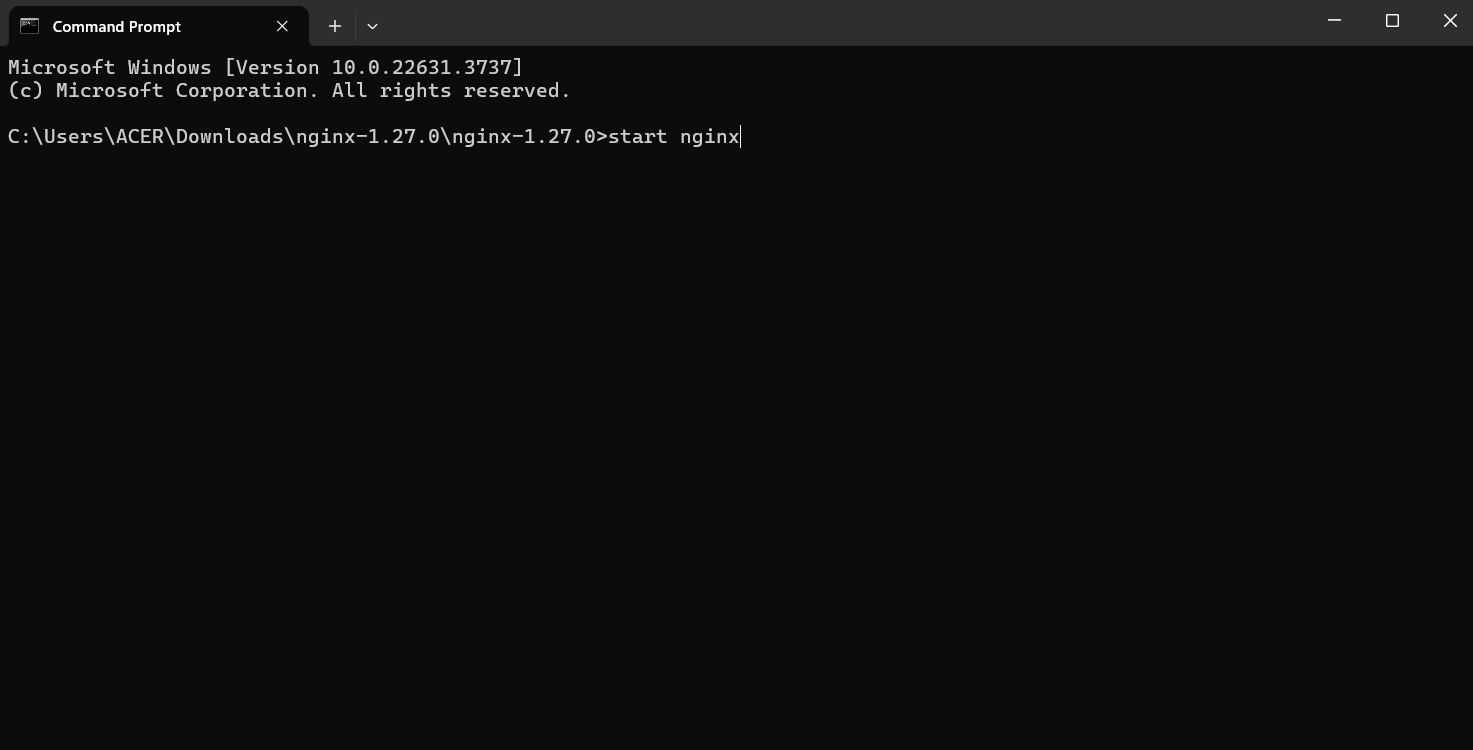 Command Prompt
Microsoft Windows [Version 10.0.22631.3737]
(c) Microsoft Corporation. All rights reserved.
C:\Users\ACER\Downloads\nginx-1.27.0\nginx-1.27.0>start nginx